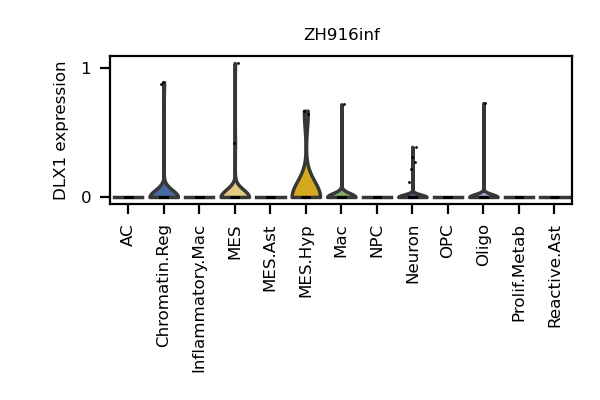 ZH916inf
DLX1 expression
1
0
AC
Chromatin.Reg
Inflammatory.Mac
MES
MES.Ast
MES.Hyp
Mac
NPC
Neuron
OPC
Oligo
Prolif.Metab
Reactive.Ast